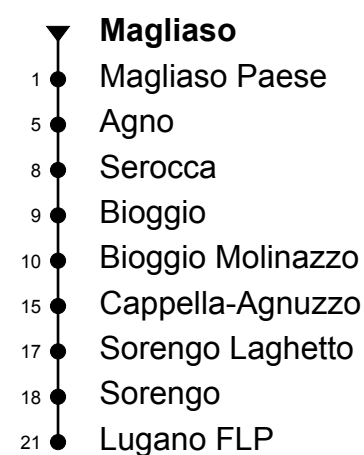 Magliaso
1 Magliaso Paese
5 Agno
8 Serocca
9 Bioggio
10 Bioggio Molinazzo
15 Cappella-Agnuzzo
17 Sorengo Laghetto
18 Sorengo
21 Lugano FLP